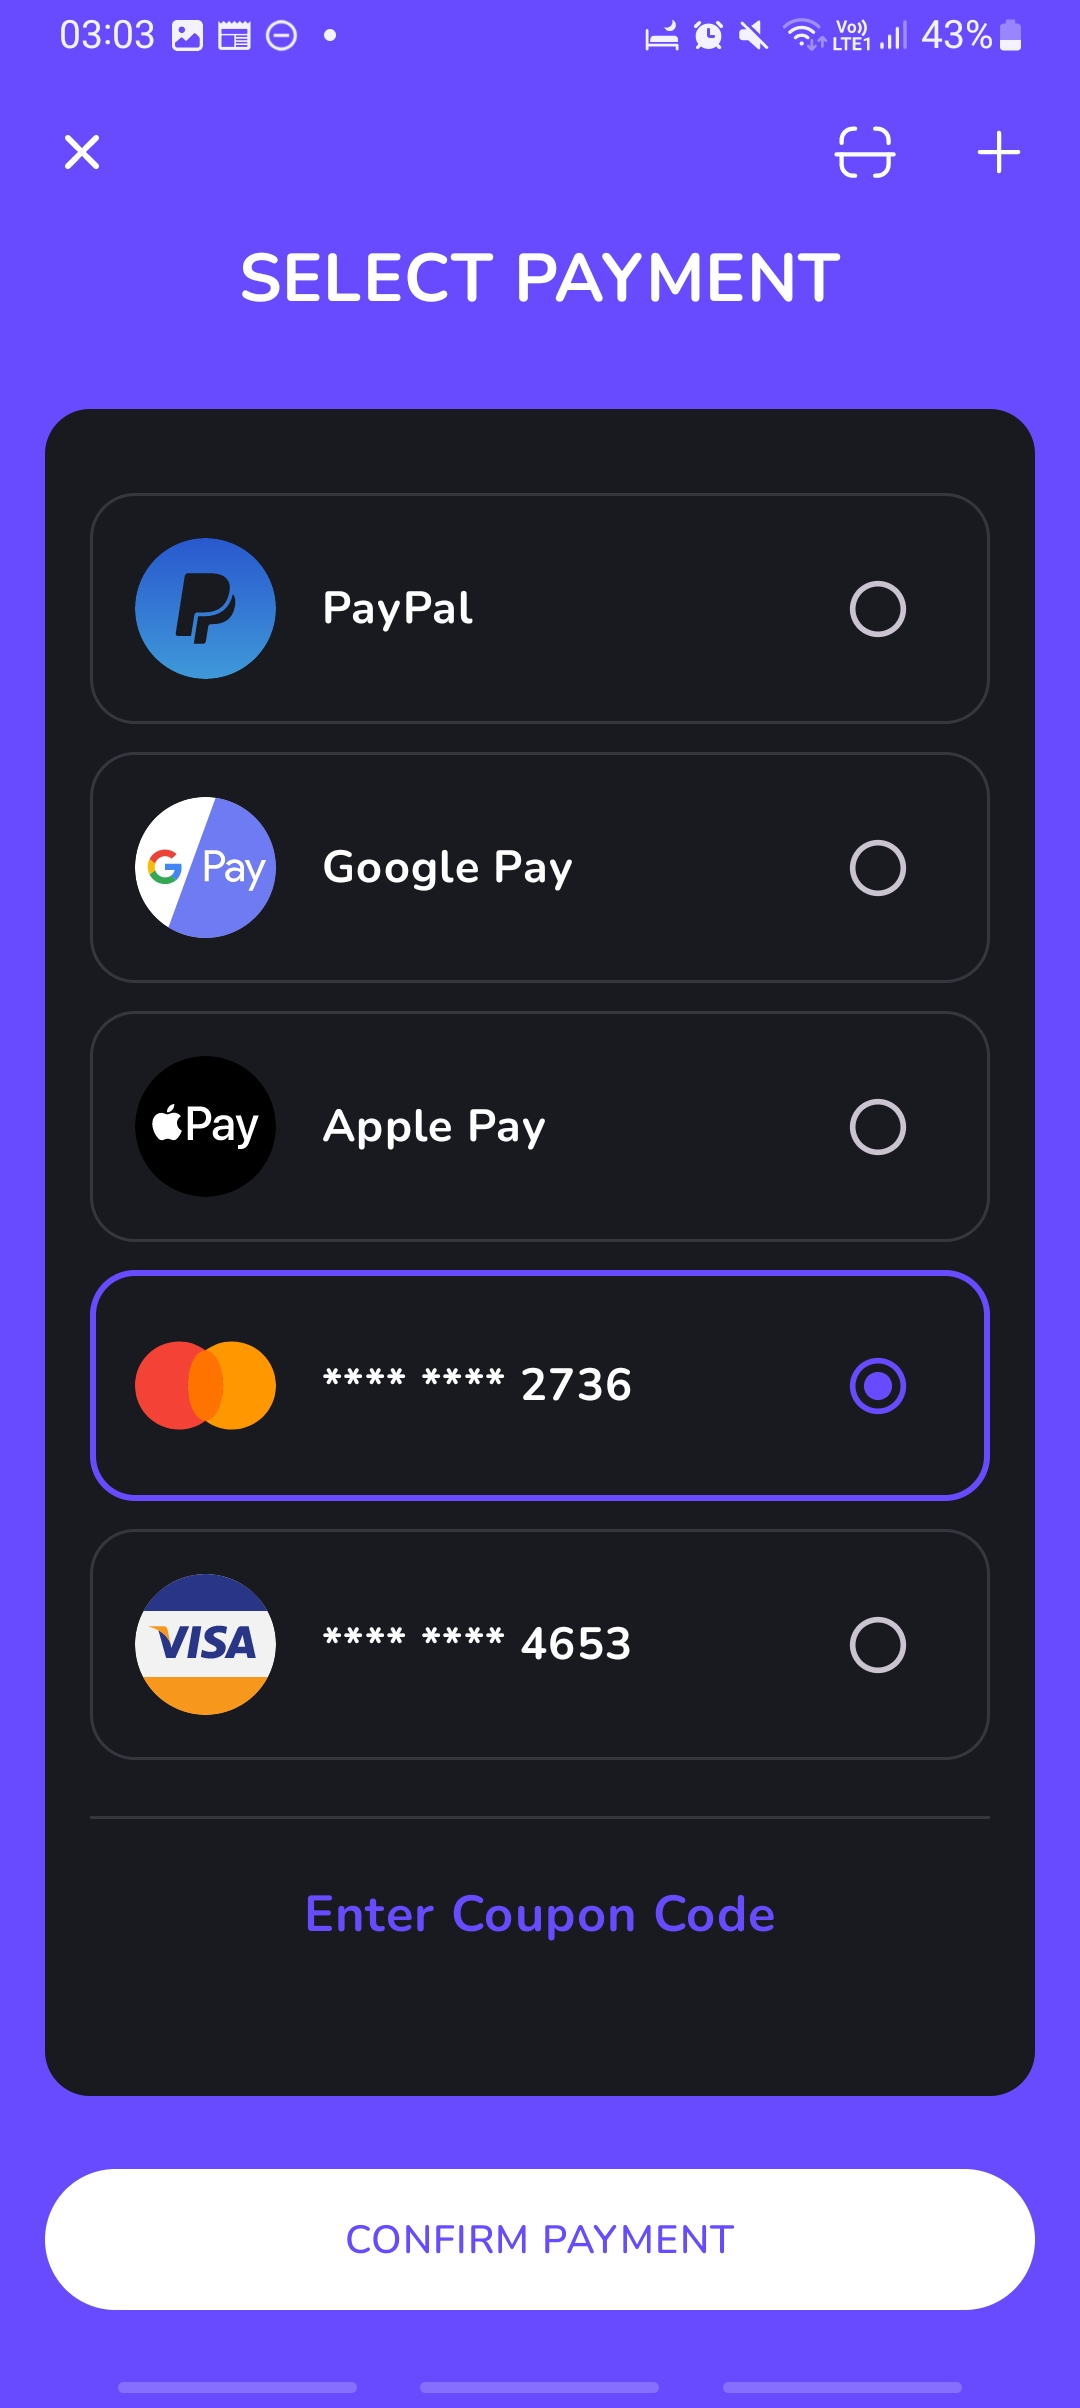 03:03
Vo)) LTE1 43%
SELECT PAYMENT
PayPal
G Pay Google Pay
Pay Apple Pay
**** **** 2736
VISA **** **** 4653
Enter Coupon Code
CONFIRM PAYMENT